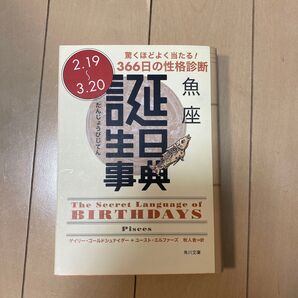 2.19
〜
3.20
驚くほどよく当たる!
366日の性格診断
魚座
誕生日事典
たんじょうびじてん
The Secret Language of
BIRTHDAYS
Pisces
ゲイリー・ゴールドシュナイダー+ユースト・エルファーズ 牧人舎=訳
角川文庫